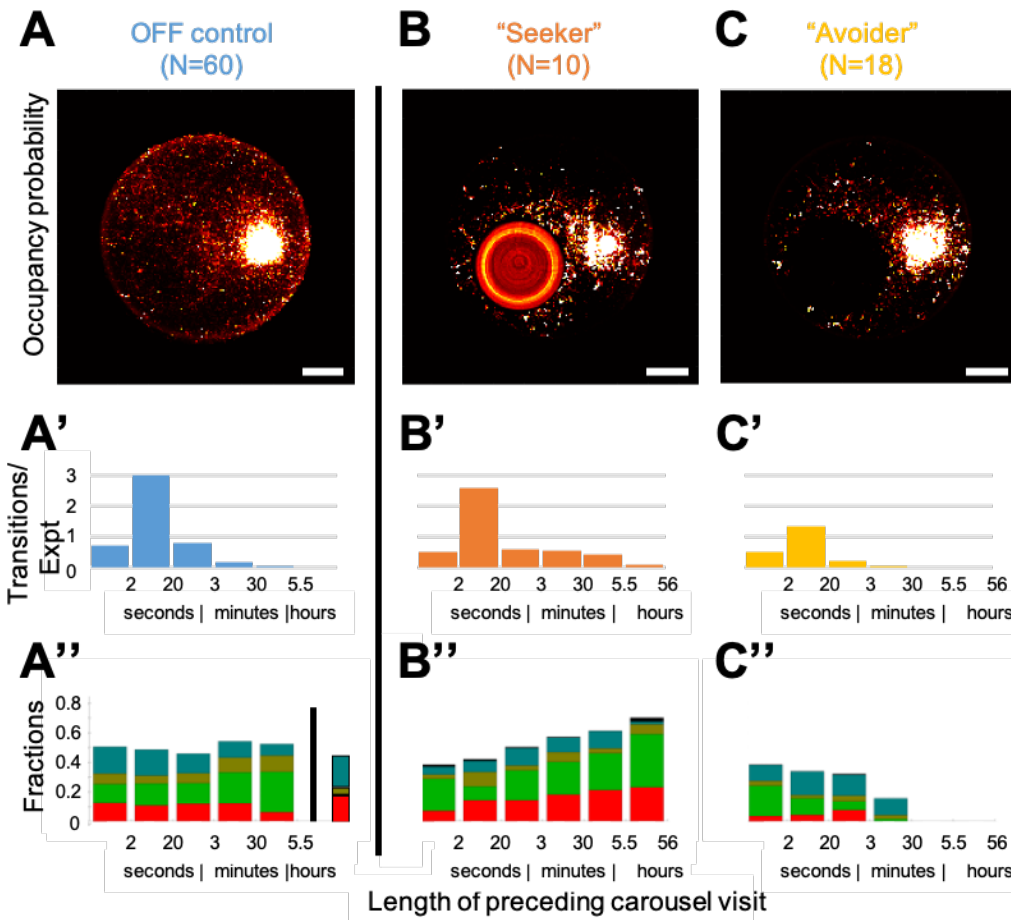 A
OFF control
(N=60)
B
“Seeker”
(N=10)
C
“Avoider”
(N=18)
Occupancy probability
A'
B'
C'
Transitions/
Expt
3
2
1
0
2 20 3 30 5.5
seconds | minutes |hours
2 20 3 30 5.5 56
seconds | minutes | hours
2 20 3 30 5.5 56
seconds | minutes | hours
A''
B''
C''
Fractions
0.8
0.6
0.4
0.2
0
2 20 3 30 5.5
seconds | minutes |hours
2 20 3 30 5.5 56
seconds | minutes | hours
2 20 3 30 5.5 56
seconds | minutes | hours
Length of preceding carousel visit